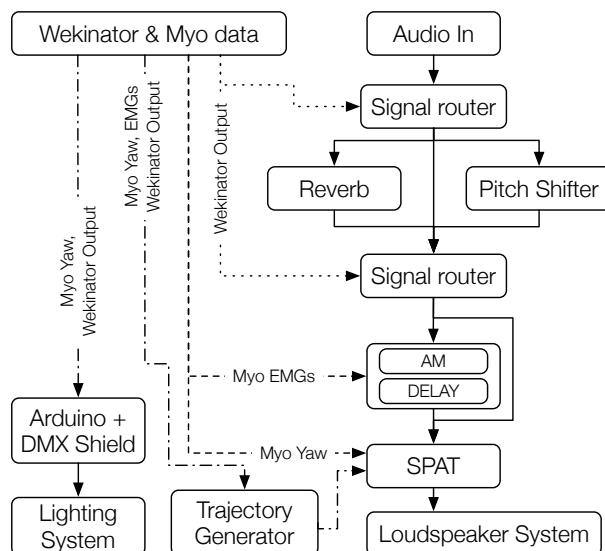 Wekinator & Myo data
Audio In
Signal router
Myo Yaw, EMGs
Wekinator Output
Wekinator Output
Reverb
Pitch Shifter
Myo Yaw,
Wekinator Output
Signal router
AM
Myo EMGs
DELAY
Arduino +
DMX Shield
Myo Yaw
SPAT
Lighting
System
Trajectory
Generator
Loudspeaker System